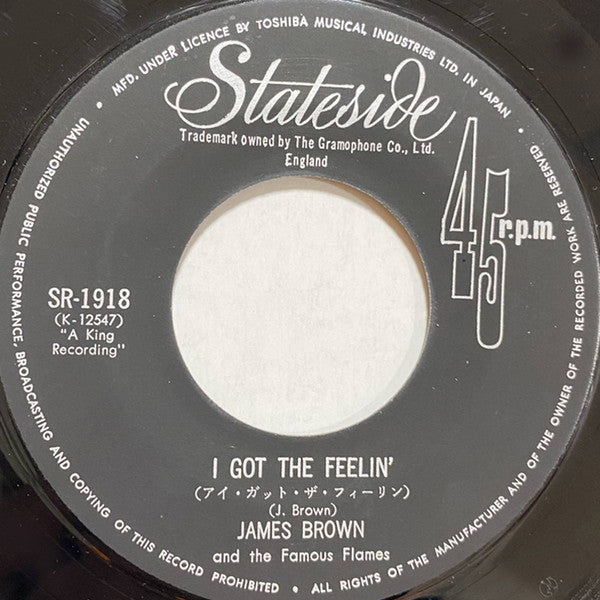 MFD. UNDER LICENCE BY TOSHIBA MUSICAL INDUSTRIES LTD. IN JAPAN •
Stateside
Trademark owned by The Gramophone Co., Ltd.
England
45 r.p.m.
SR-1918
(K-12547)
"A King
Recording"
I GOT THE FEELIN'
(アイ・ガット・ザ・フィーリン)
(J. Brown)
JAMES BROWN
and the Famous Flames
UNAUTHORIZED PUBLIC PERFORMANCE, BROADCASTING AND COPYING OF THIS RECORD PROHIBITED • ALL RIGHTS OF THE MANUFACTURER AND OF THE OWNER OF THE RECORDED WORK ARE RESERVED